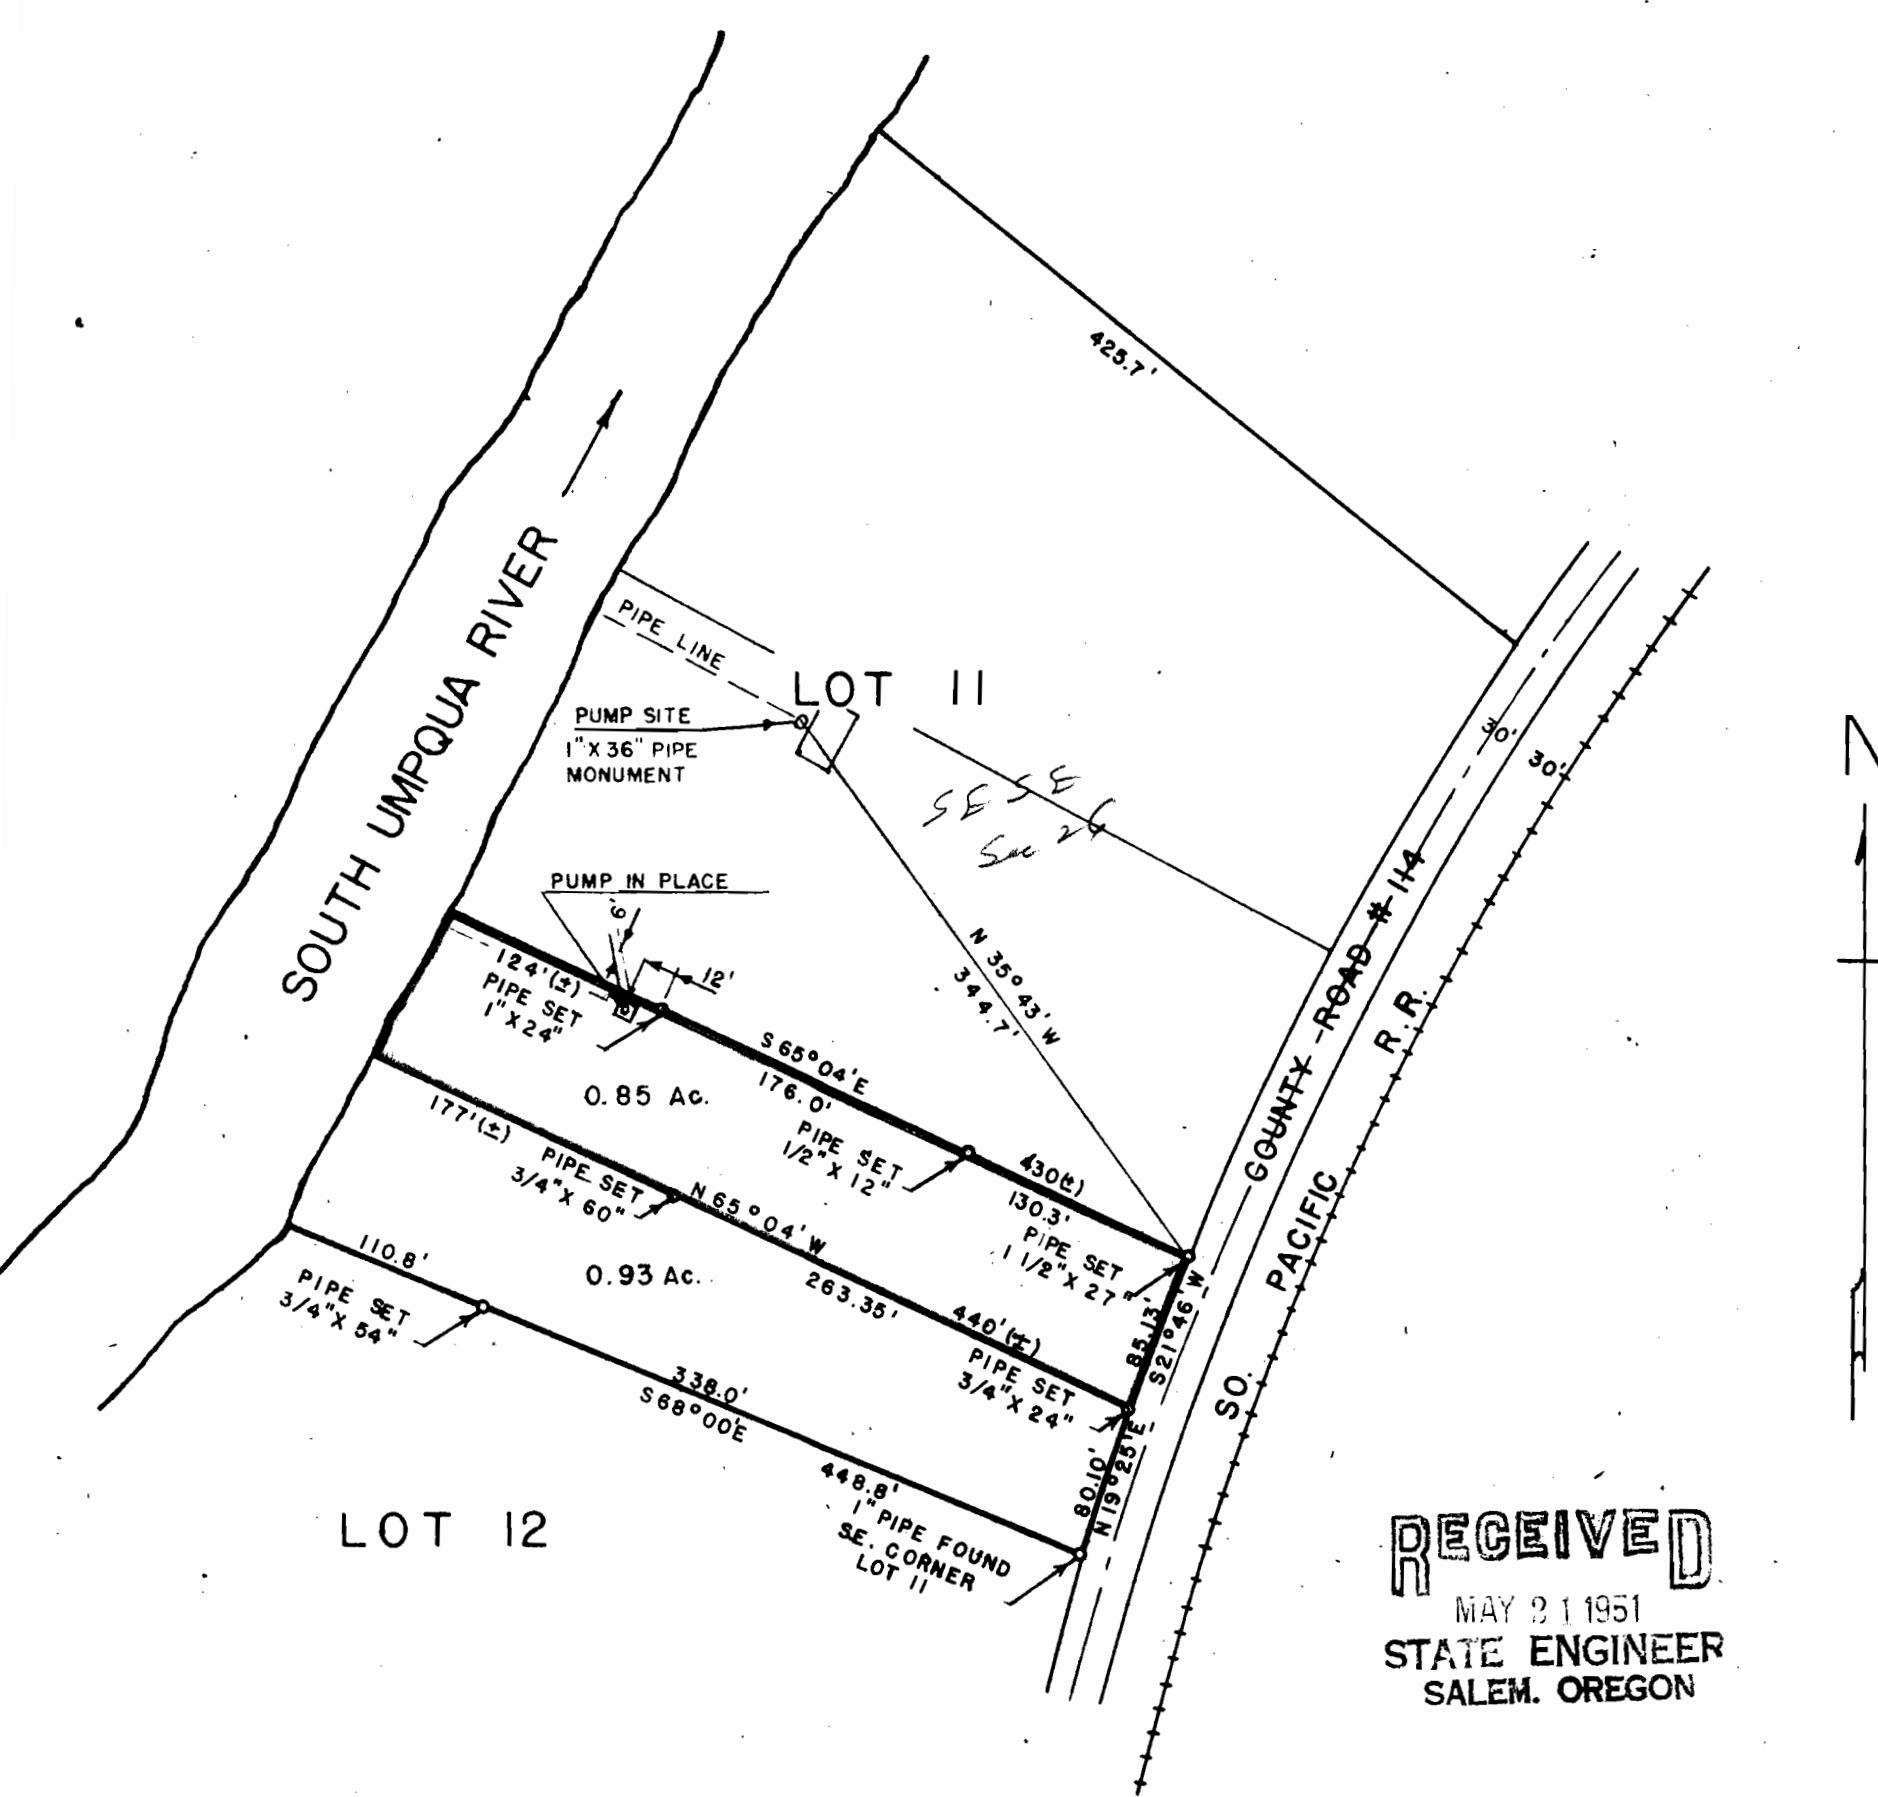 425.7'
SOUTH UMPQUA RIVER
PIPE LINE
LOT 11
PUMP SITE
1" X 36" PIPE
MONUMENT
SE SE
Sec 26
30'
30'
PUMP IN PLACE
6'
12'
124'(±)
PIPE SET
1" X 24"
N 35°43' W
344.7'
COUNTY ROAD # 114
SO. PACIFIC R.R.
S 65°04' E
176.0'
0.85 Ac.
PIPE SET
1/2" X 12"
430(±)
130.3'
PIPE SET
1 1/2" X 27"
177'(±)
PIPE SET
3/4" X 60"
N 65°04' W
263.35'
440'(±)
PIPE SET
3/4" X 24"
85.13'
S 21°46' W
0.93 Ac.
110.8'
PIPE SET
3/4" X 54"
338.0'
S 68°00' E
448.8'
1" PIPE FOUND
SE. CORNER
LOT 11
80.10'
N 19°25' E
LOT 12
N
RECEIVED
MAY 21 1951
STATE ENGINEER
SALEM. OREGON